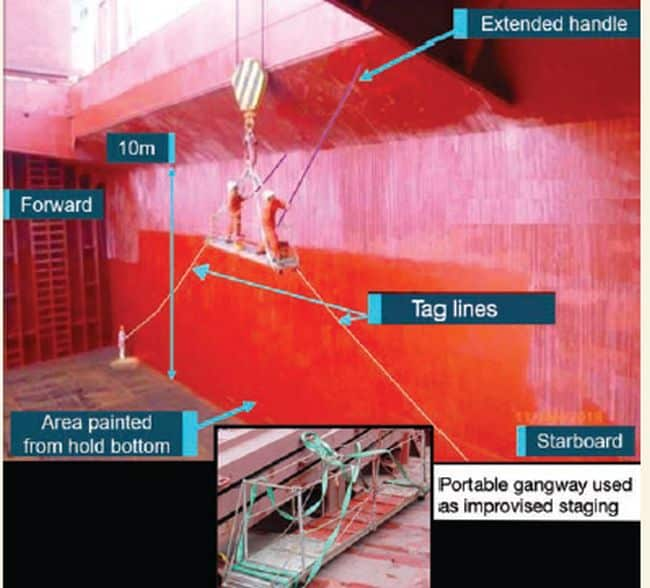 Extended handle
10m
Forward
Tag lines
Area painted
from hold bottom
Starboard
Portable gangway used
as improvised staging